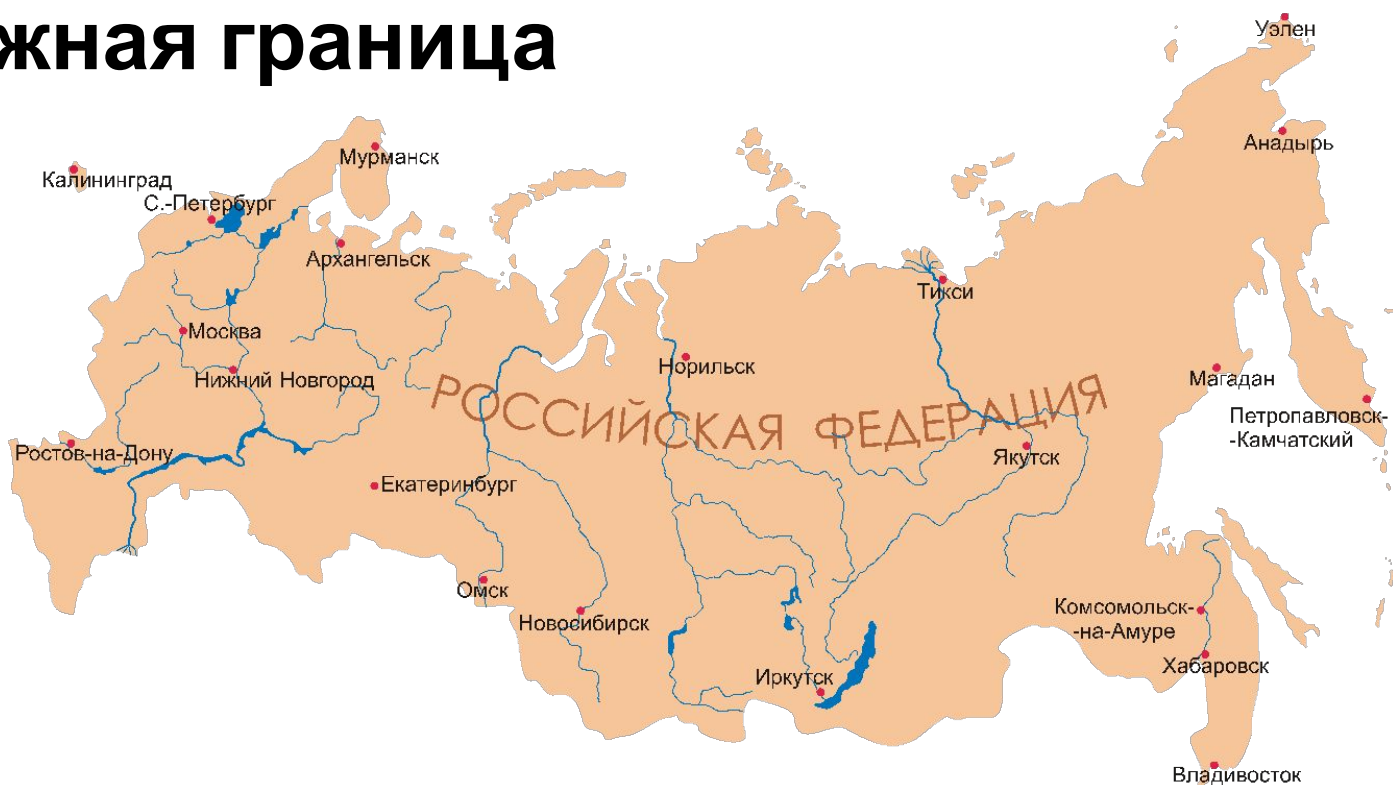 жная граница
Уэлен
Анадырь
Мурманск
Калининград
С.-Петербург
Архангельск
Тикси
Москва
Норильск
Нижний Новгород
Магадан
РОССИЙСКАЯ ФЕДЕРАЦИЯ
Петропавловск-
-Камчатский
Ростов-на-Дону
Якутск
Екатеринбург
Омск
Новосибирск
Комсомольск-
-на-Амуре
Хабаровск
Иркутск
Владивосток